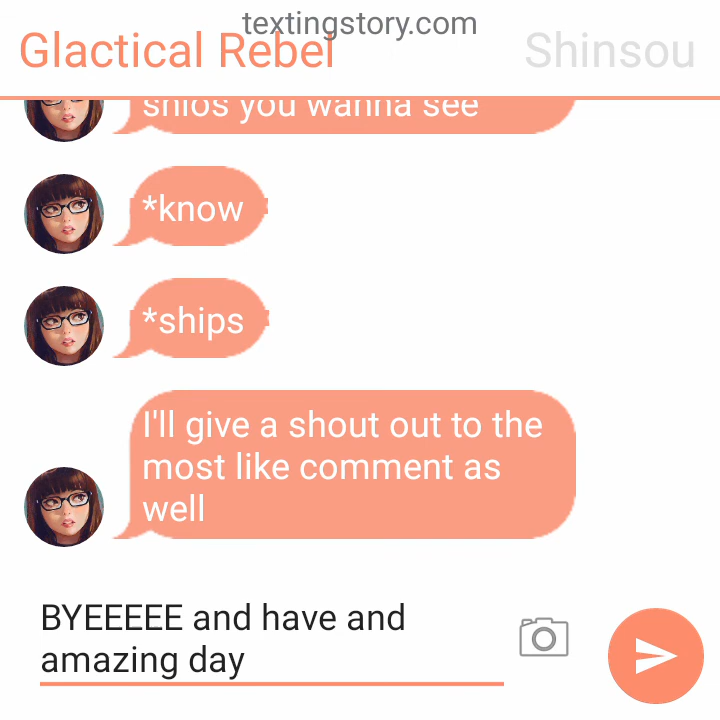 textingstory.com
Glactical Rebel
Shinsou
shios you wanna see
*know
*ships
I'll give a shout out to the
most like comment as
well
BYEEEEE and have and
amazing day